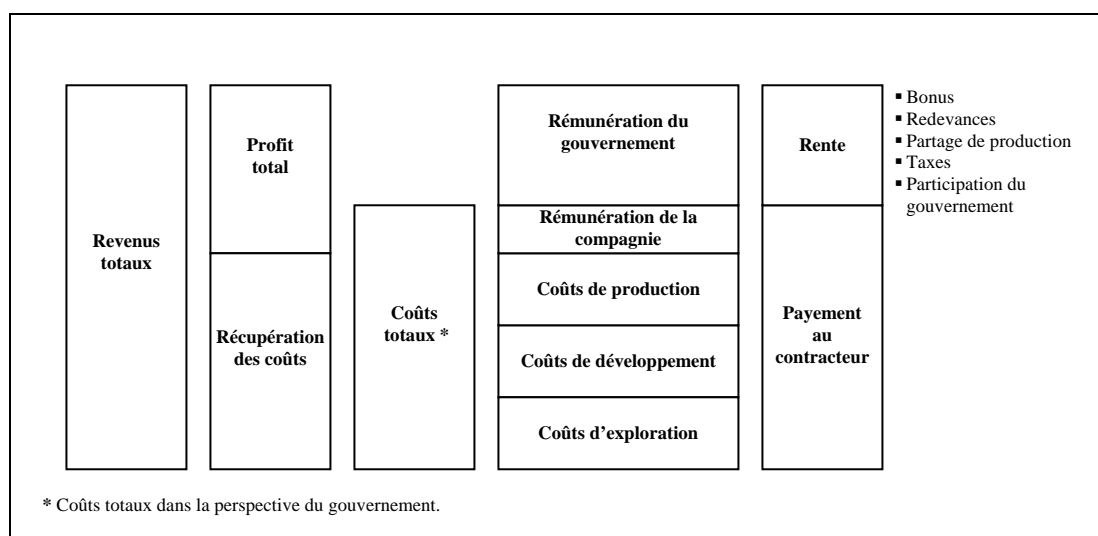 Revenus
totaux
Profit
total
Récupération
des coûts
Coûts
totaux *
Rémunération du
gouvernement
Rémunération de la
compagnie
Coûts de production
Coûts de développement
Coûts d’exploration
Rente
Payement
au
contracteur
▪ Bonus
▪ Redevances
▪ Partage de production
▪ Taxes
▪ Participation du
gouvernement
* Coûts totaux dans la perspective du gouvernement.